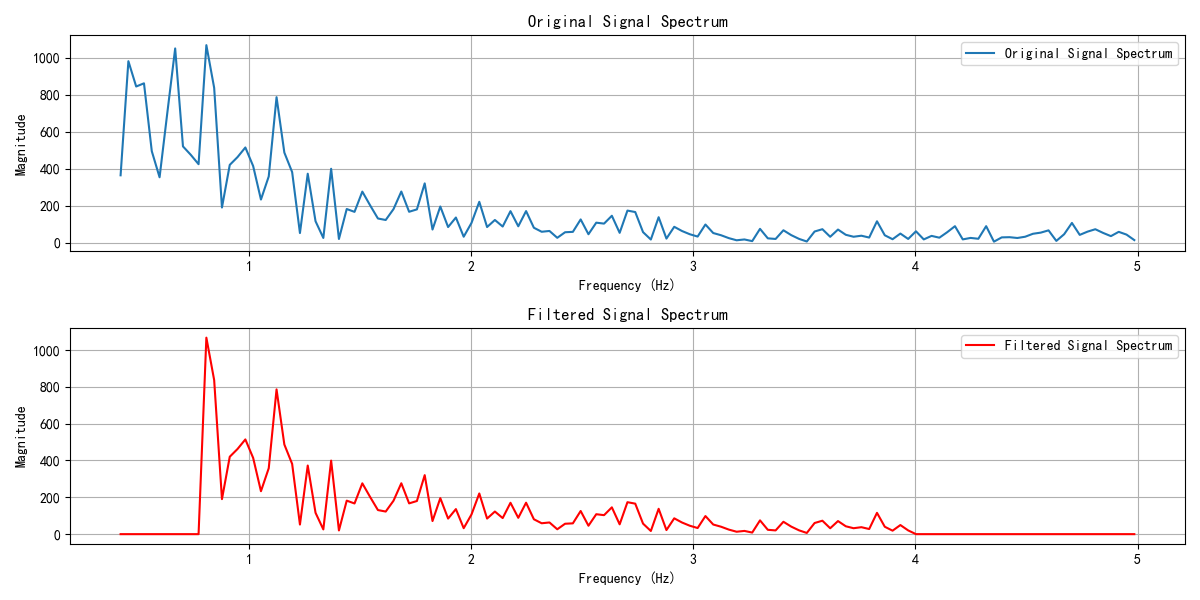 Original Signal Spectrum
Original Signal Spectrum
Magnitude
1000
800
600
400
200
0
1 2 3 4 5
Frequency (Hz)
Filtered Signal Spectrum
Filtered Signal Spectrum
Magnitude
1000
800
600
400
200
0
1 2 3 4 5
Frequency (Hz)